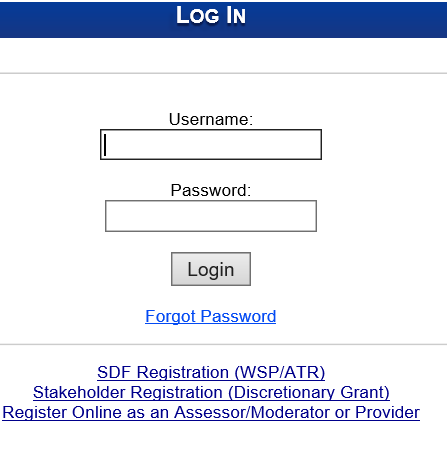 Log In
Username:
Password:
Login
Forgot Password
SDF Registration (WSP/ATR)
Stakeholder Registration (Discretionary Grant)
Register Online as an Assessor/Moderator or Provider